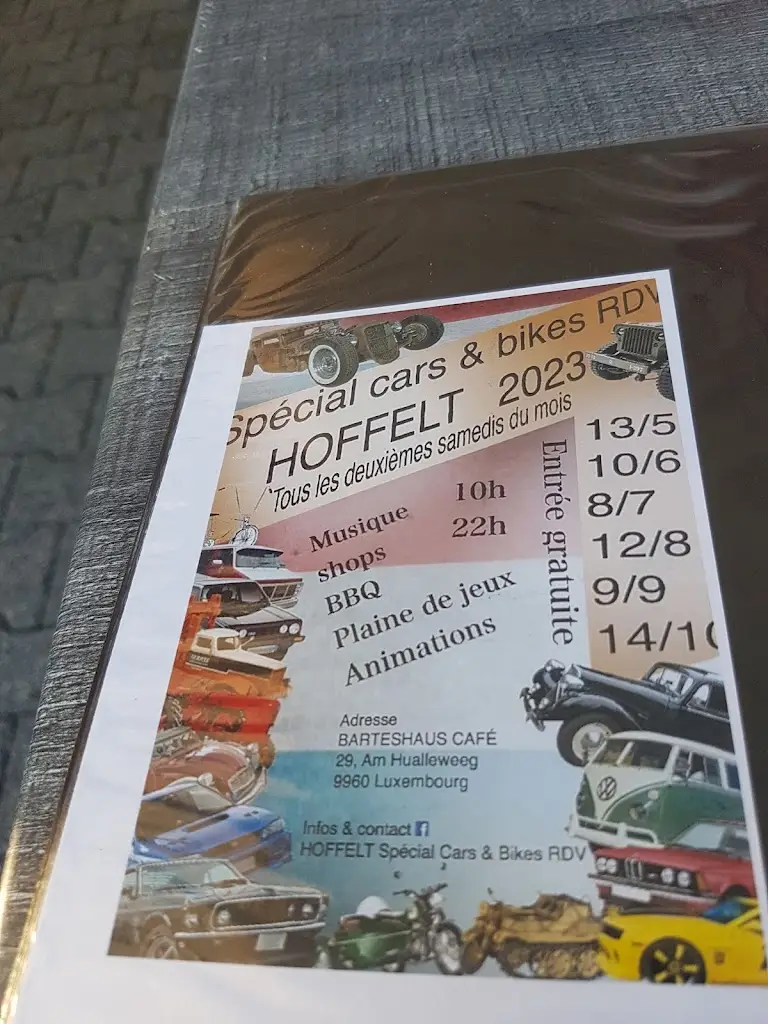 Spécial cars & bikes RDV
HOFFELT 2023
Tous les deuxièmes samedis du mois
13/5
10/6
8/7
12/8
9/9
14/10
Entrée gratuite
10h
22h
Musique
shops
BBQ
Plaine de jeux
Animations
Adresse
BARTESHAUS CAFÉ
29, Am Hualleweeg
9960 Luxembourg
Infos & contact f
HOFFELT Spécial Cars & Bikes RDV